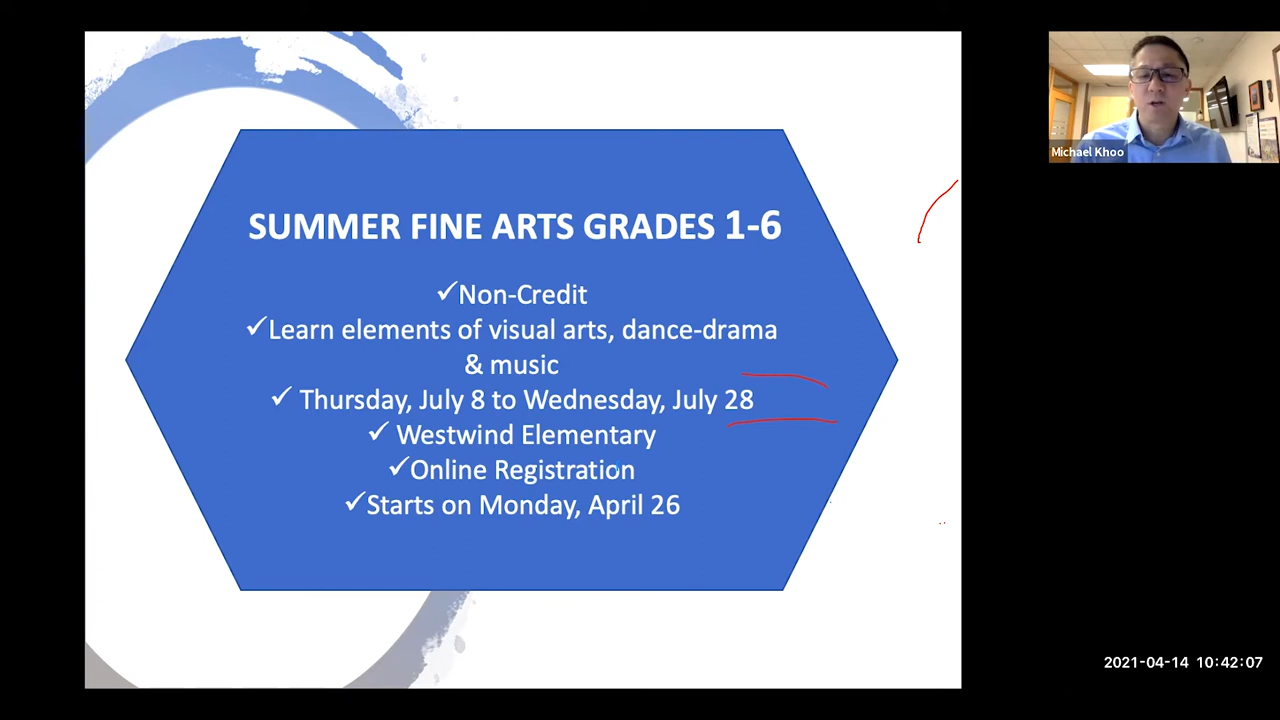 SUMMER FINE ARTS GRADES 1-6
✓Non-Credit
✓Learn elements of visual arts, dance-drama
& music
✓ Thursday, July 8 to Wednesday, July 28
✓ Westwind Elementary
✓Online Registration
✓Starts on Monday, April 26
Michael Khoo
2021-04-14 10:42:07